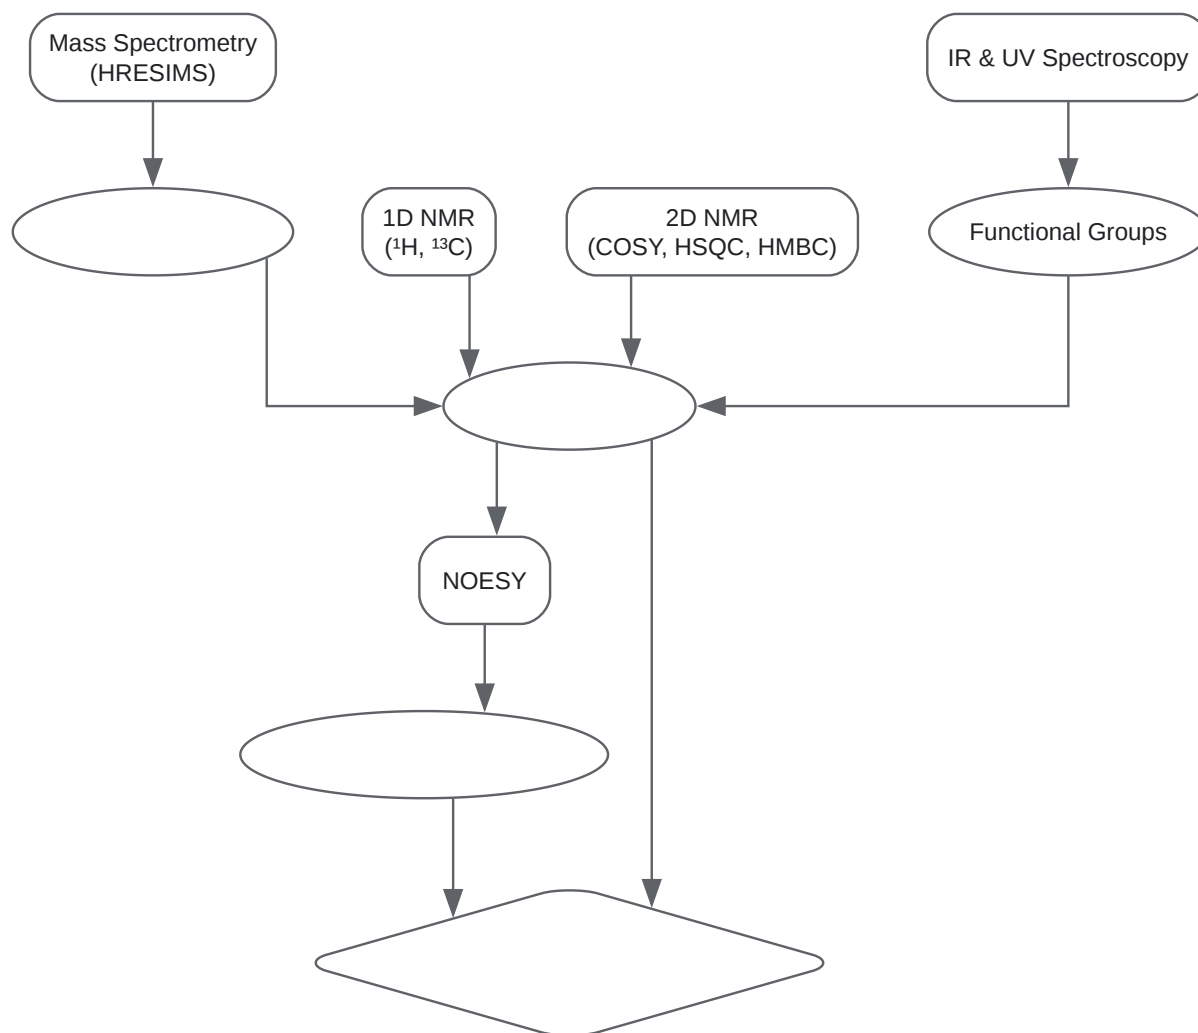 Mass Spectrometry
(HRESIMS)
IR & UV Spectroscopy
1D NMR
(¹H, ¹³C)
2D NMR
(COSY, HSQC, HMBC)
Functional Groups
NOESY